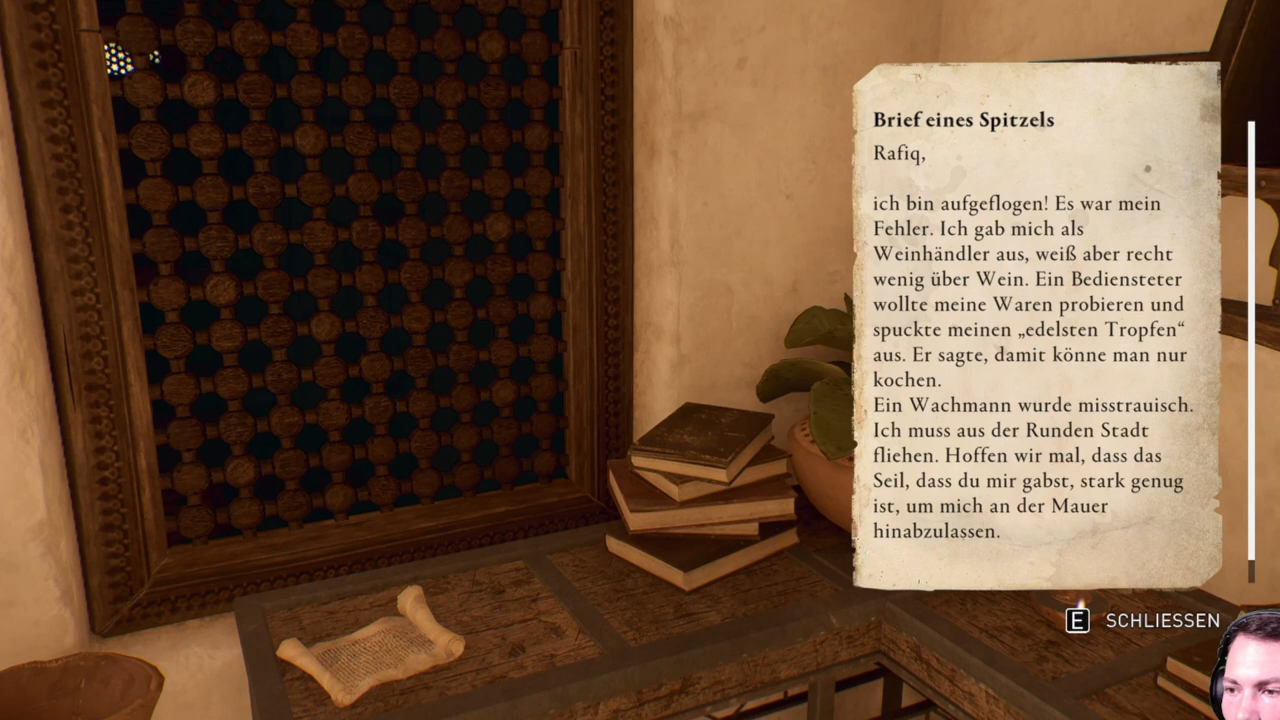 Brief eines Spitzels
Rafiq,
ich bin aufgeflogen! Es war mein
Fehler. Ich gab mich als
Weinhändler aus, weiß aber recht
wenig über Wein. Ein Bediensteter
wollte meine Waren probieren und
spuckte meinen „edelsten Tropfen“
aus. Er sagte, damit könne man nur
kochen.
Ein Wachmann wurde misstrauisch.
Ich muss aus der Runden Stadt
fliehen. Hoffen wir mal, dass das
Seil, dass du mir gabst, stark genug
ist, um mich an der Mauer
hinabzulassen.
E SCHLIESSEN